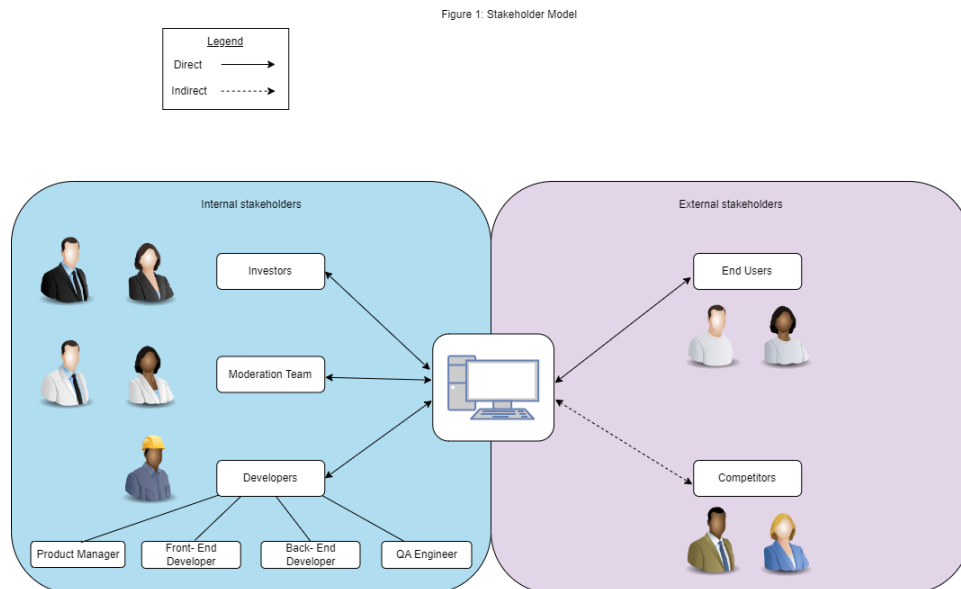 Figure 1: Stakeholder Model
Legend
Direct
Indirect
Internal stakeholders
External stakeholders
Investors
End Users
Moderation Team
Developers
Competitors
Product Manager
Front- End
Developer
Back- End
Developer
QA Engineer